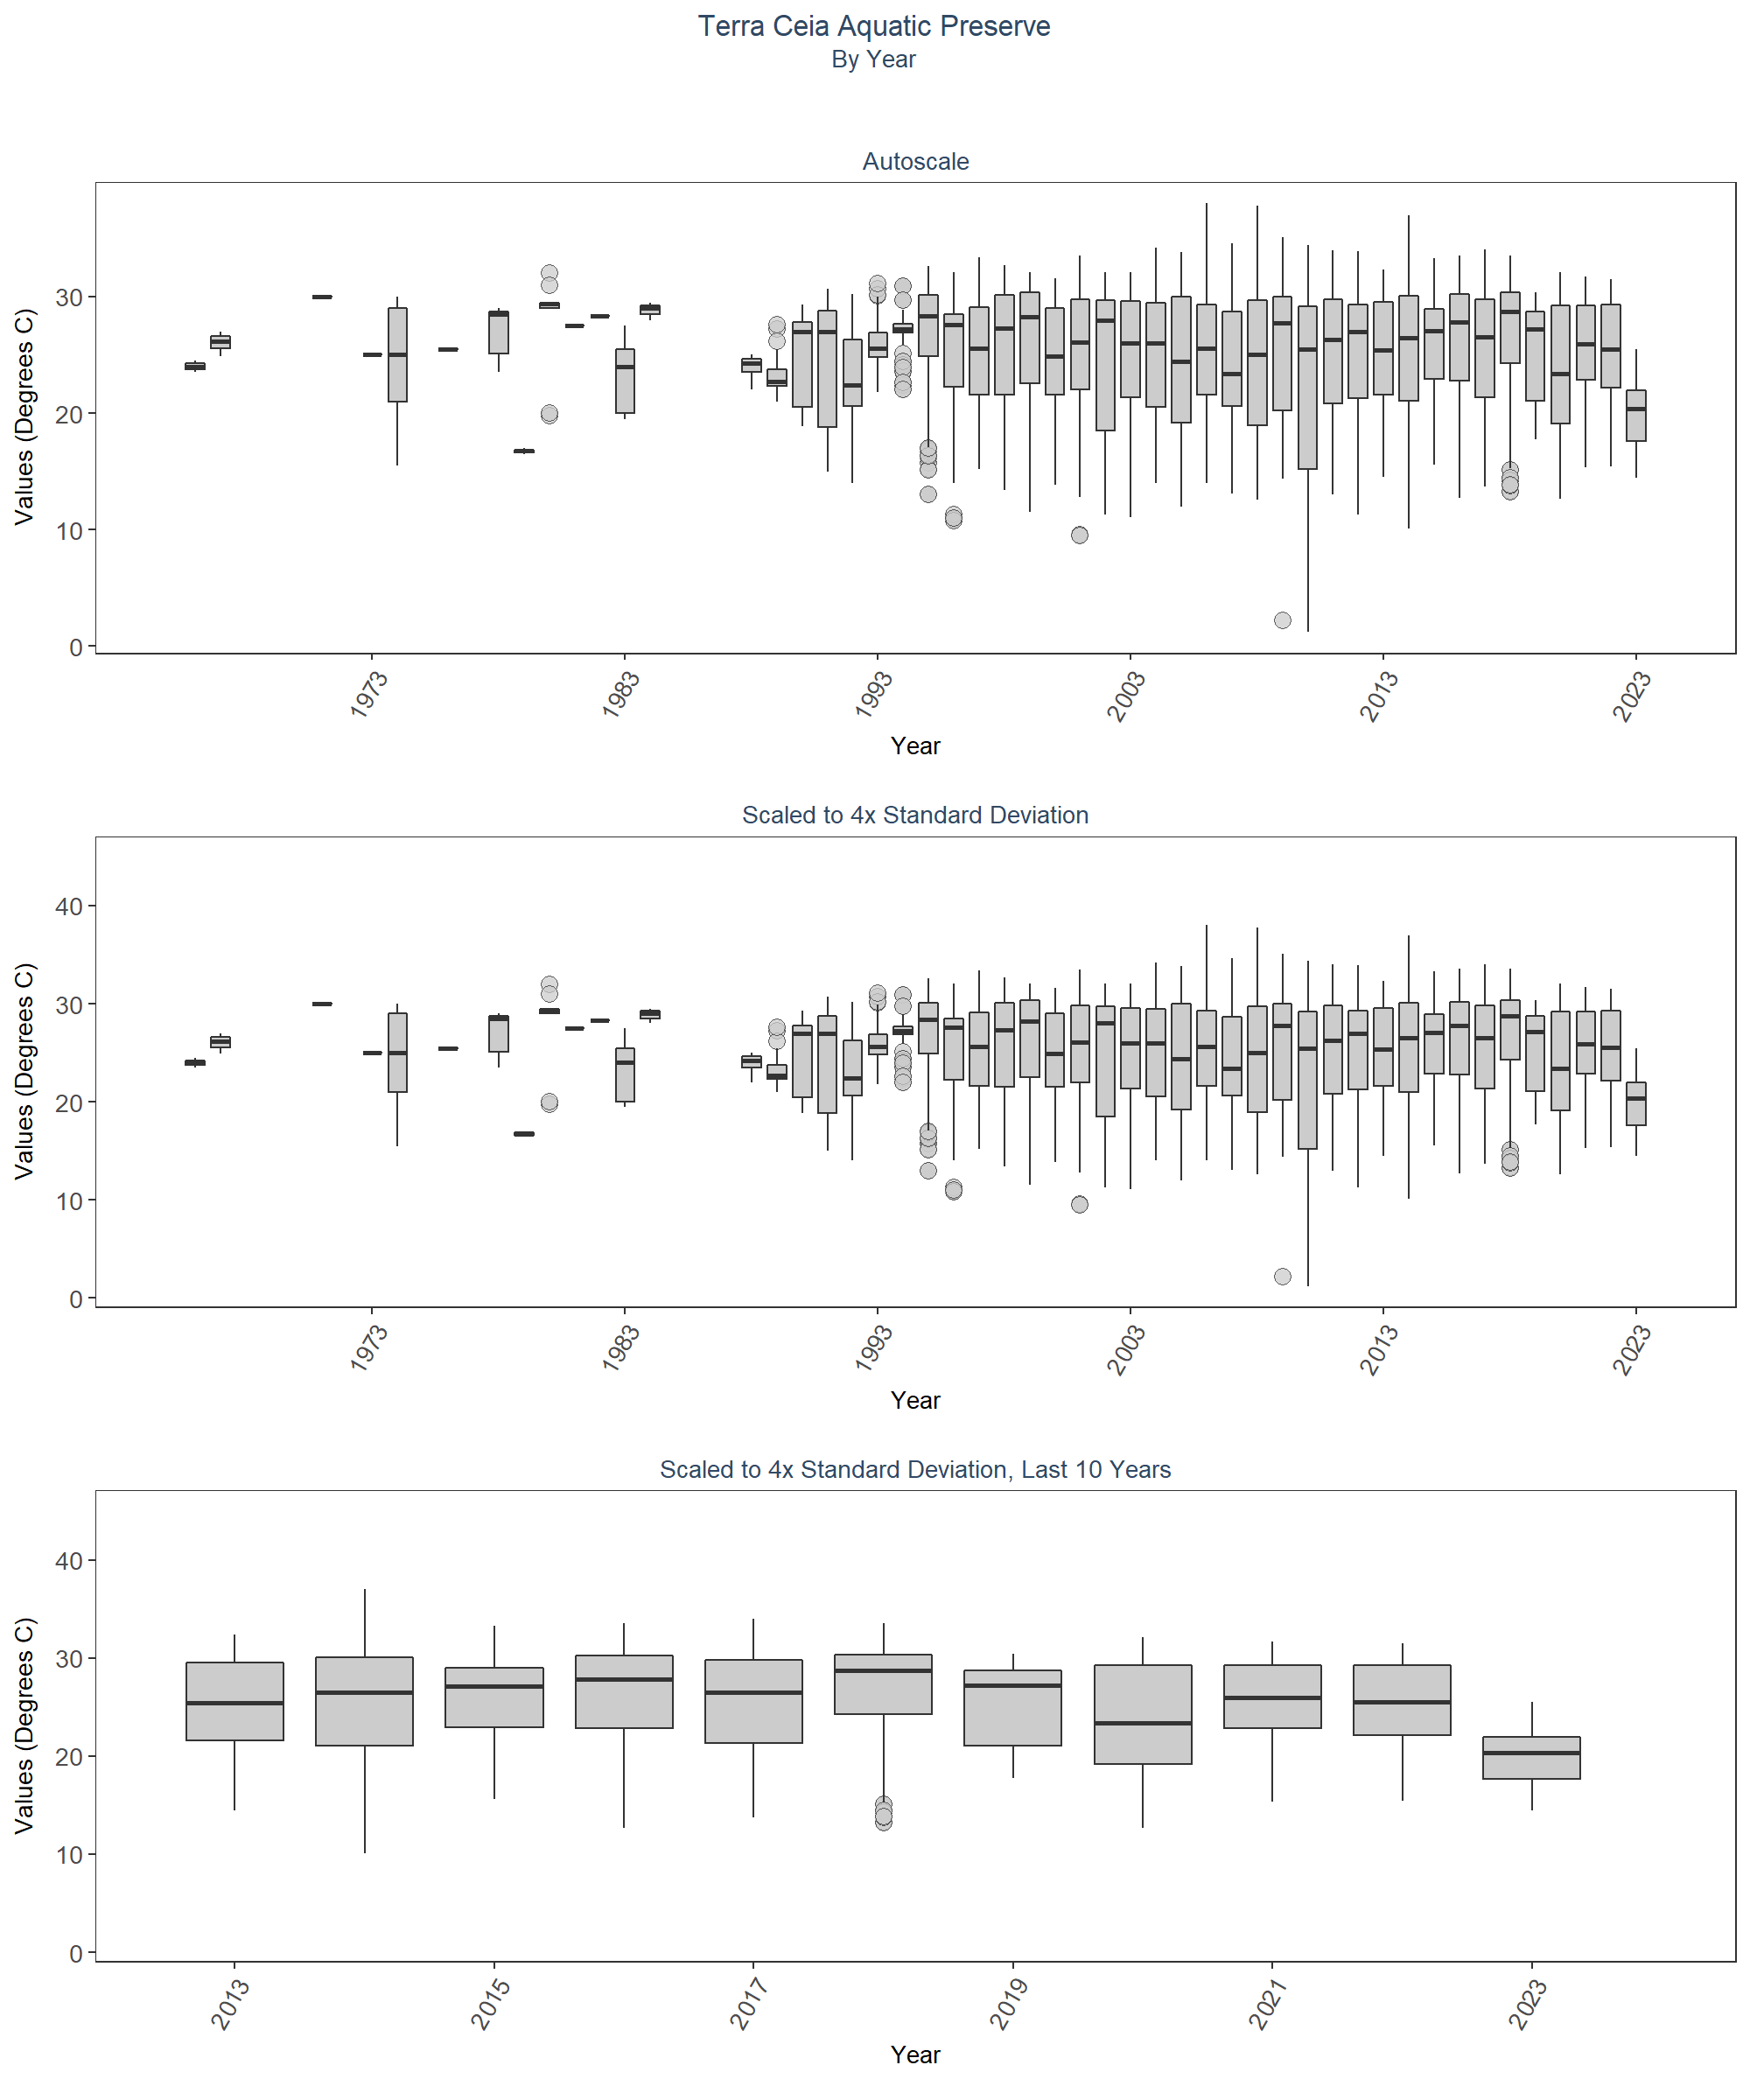 Terra Ceia Aquatic Preserve
By Year
Autoscale
Values (Degrees C)
30
20
10
0
1973 1983 1993 2003 2013 2023
Year
Scaled to 4x Standard Deviation
Values (Degrees C)
40
30
20
10
0
1973 1983 1993 2003 2013 2023
Year
Scaled to 4x Standard Deviation, Last 10 Years
Values (Degrees C)
40
30
20
10
0
2013 2015 2017 2019 2021 2023
Year